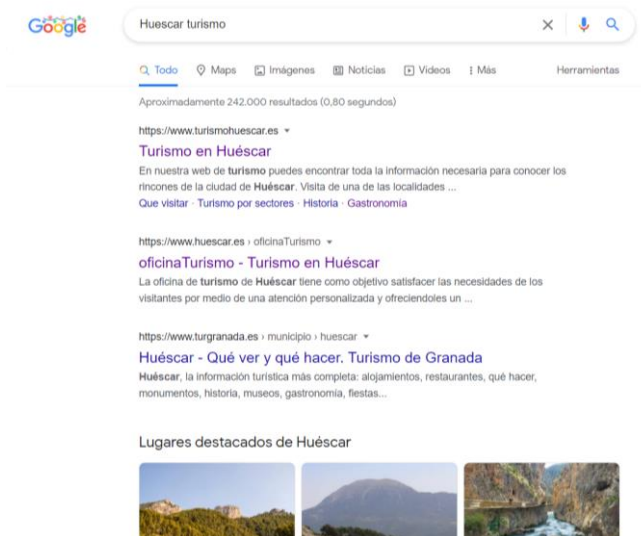 Google
Huescar turismo
Todo Maps Imágenes Noticias Videos Más Herramientas
Aproximadamente 242.000 resultados (0,80 segundos)
https://www.turismohuescar.es
Turismo en Huéscar
En nuestra web de turismo puedes encontrar toda la información necesaria para conocer los
rincones de la ciudad de Huéscar. Visita de una de las localidades ...
Que visitar · Turismo por sectores · Historia · Gastronomía
https://www.huescar.es › oficinaTurismo
oficinaTurismo - Turismo en Huéscar
La oficina de turismo de Huéscar tiene como objetivo satisfacer las necesidades de los
visitantes por medio de una atención personalizada y ofreciendoles un ...
https://www.turgranada.es › municipio › huescar
Huéscar - Qué ver y qué hacer. Turismo de Granada
Huéscar, la información turística más completa: alojamientos, restaurantes, qué hacer,
monumentos, historia, museos, gastronomía, fiestas...
Lugares destacados de Huéscar